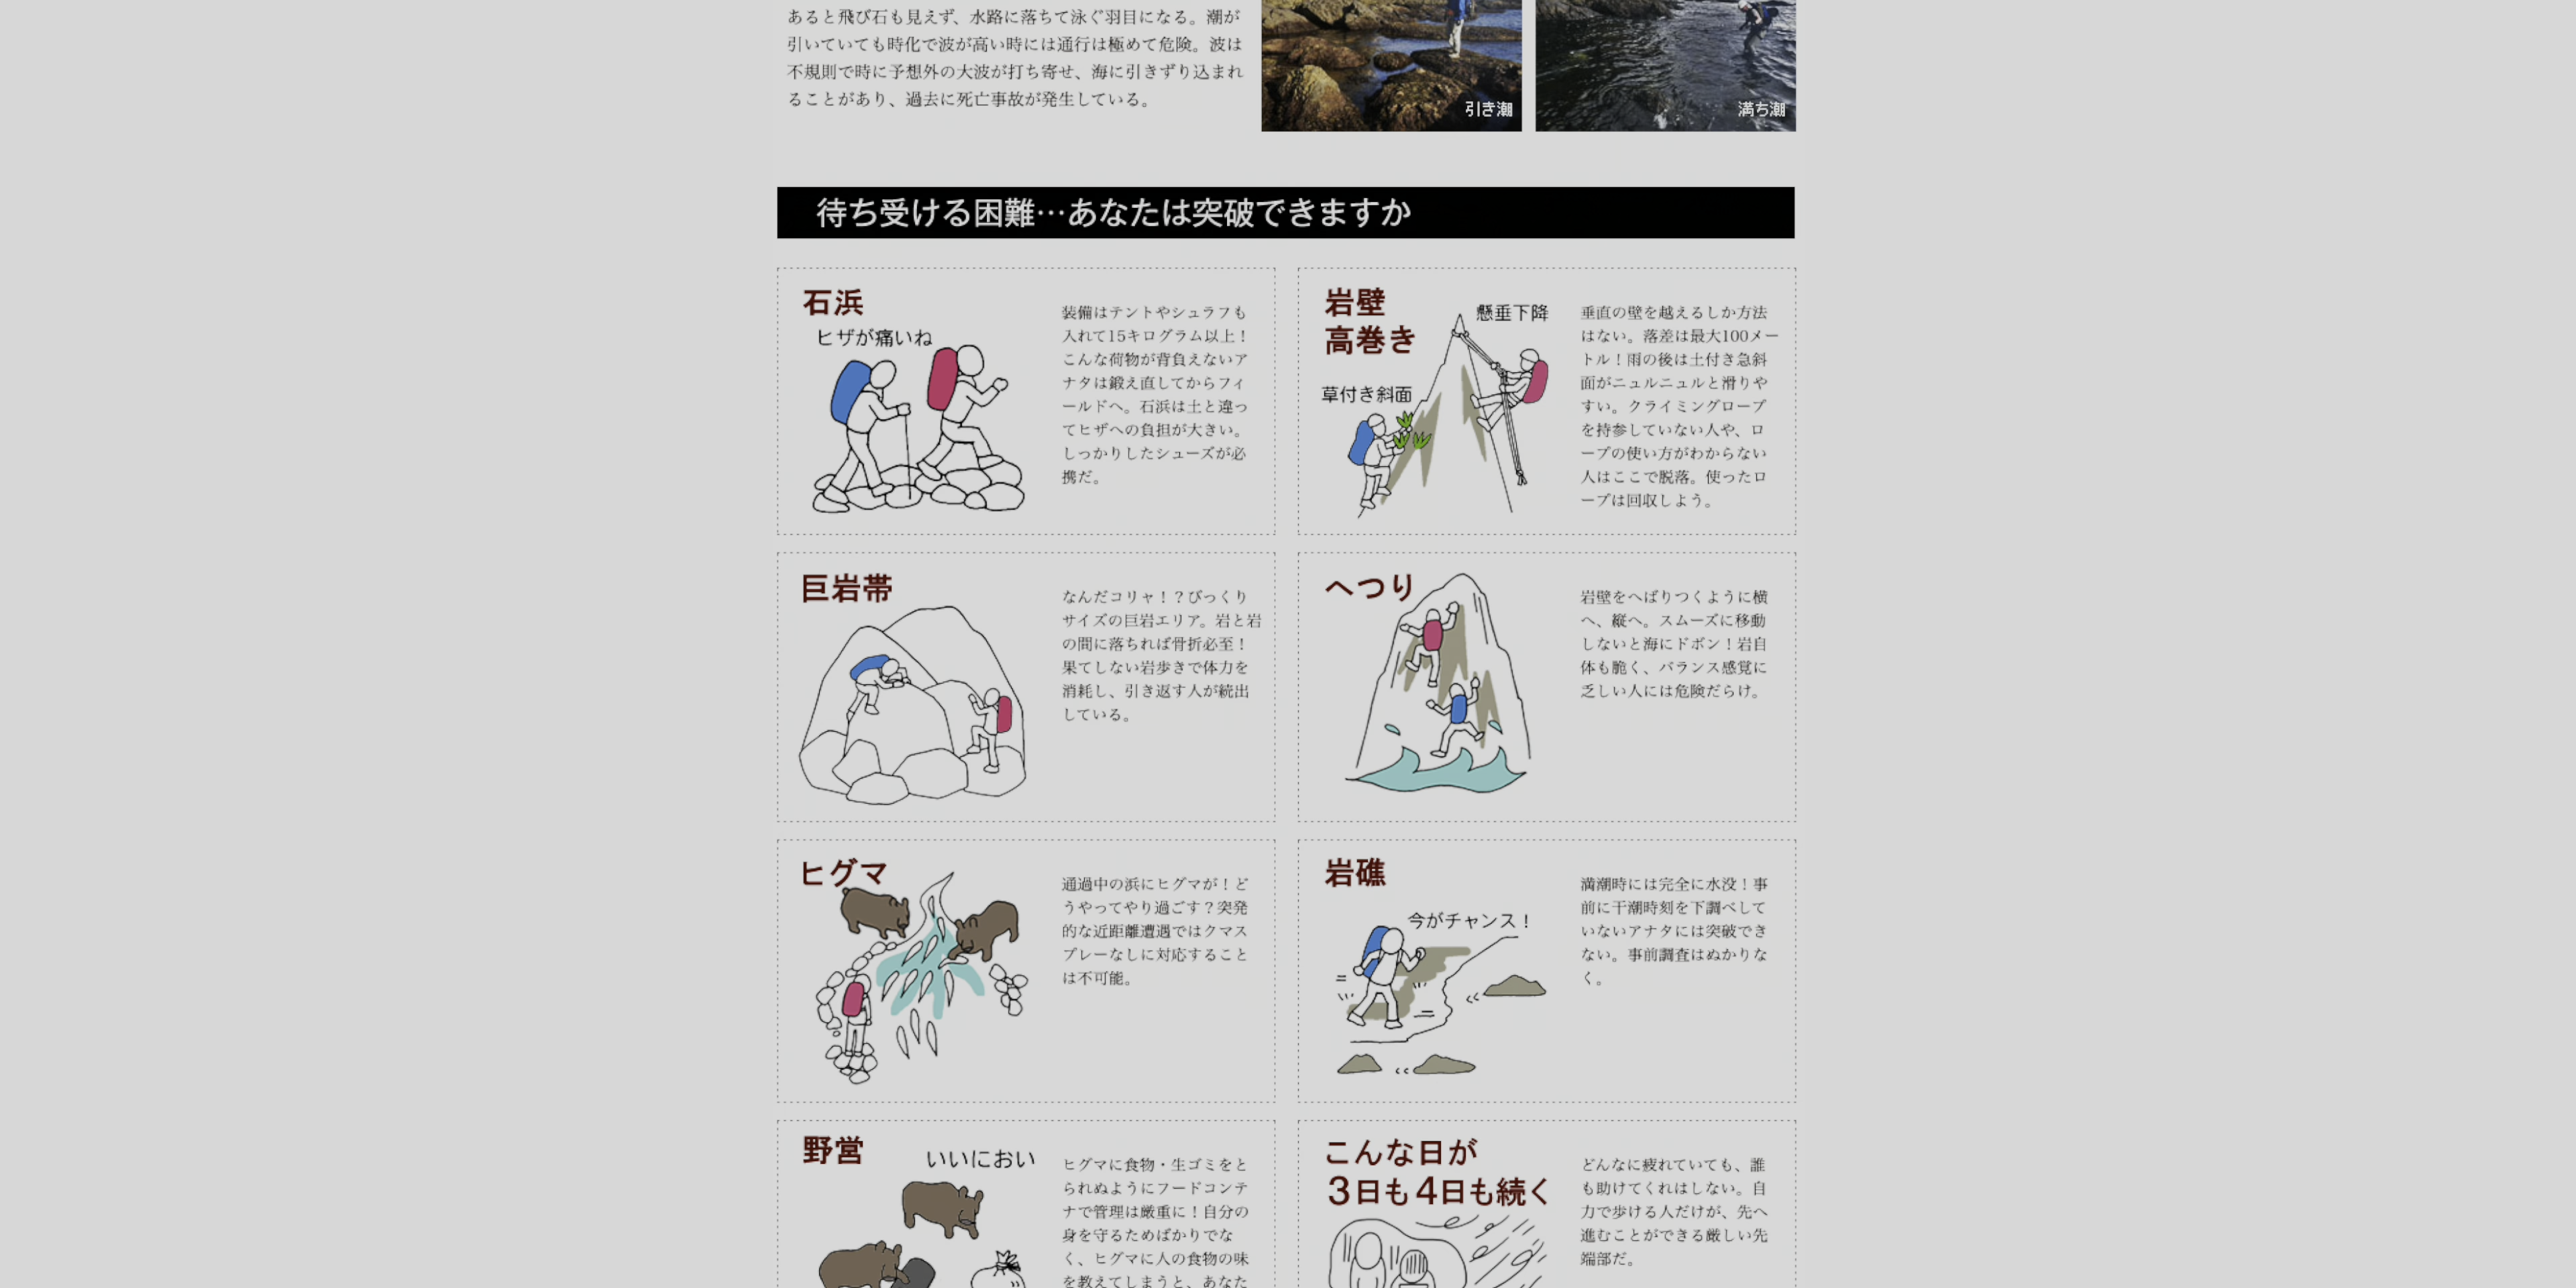 あると飛び石も見えず、水路に落ちて泳ぐ羽目になる。潮が
引いていても時化で波が高い時には通行は極めて危険。波は
不規則で時に予想外の大波が打ち寄せ、海に引きずり込まれ
ることがあり、過去に死亡事故が発生している。
引き潮
満ち潮
待ち受ける困難…あなたは突破できますか
石浜
ヒザが痛いね
装備はテントやシュラフも
入れて15キログラム以上！
こんな荷物が背負えないア
ナタは鍛え直してからフィ
ールドへ。石浜は土と違っ
てヒザへの負担が大きい。
しっかりしたシューズが必
携だ。
岩壁
高巻き
懸垂下降
草付き斜面
垂直の壁を越えるしか方法
はない。落差は最大100メー
トル！雨の後は土付き急斜
面がニュルニュルと滑りや
すい。クライミングロープ
を持参していない人や、ロ
ープの使い方がわからない
人はここで脱落。使ったロ
ープは回収しよう。
巨岩帯
なんだコリャ！？びっくり
サイズの巨岩エリア。岩と岩
の間に落ちれば骨折必至！
果てしない岩歩きで体力を
消耗し、引き返す人が続出
している。
へつり
岩壁をへばりつくように横
へ、縦へ。スムーズに移動
しないと海にドボン！岩自
体も脆く、バランス感覚に
乏しい人には危険だらけ。
ヒグマ
通過中の浜にヒグマが！ど
うやってやり過ごす？突発
的な近距離遭遇ではクマス
プレーなしに対応すること
は不可能。
岩礁
今がチャンス！
満潮時には完全に水没！事
前に干潮時刻を下調べして
いないアナタには突破でき
ない。事前調査はぬかりな
く。
野営
いいにおい
ヒグマに食物・生ゴミをと
られぬようにフードコンテ
ナで管理は厳重に！自分の
身を守るためばかりでな
く、ヒグマに人の食物の味
を教えてしまうと、あなた
こんな日が
3日も4日も続く
どんなに疲れていても、誰
も助けてくれはしない。自
力で歩ける人だけが、先へ
進むことができる厳しい先
端部だ。